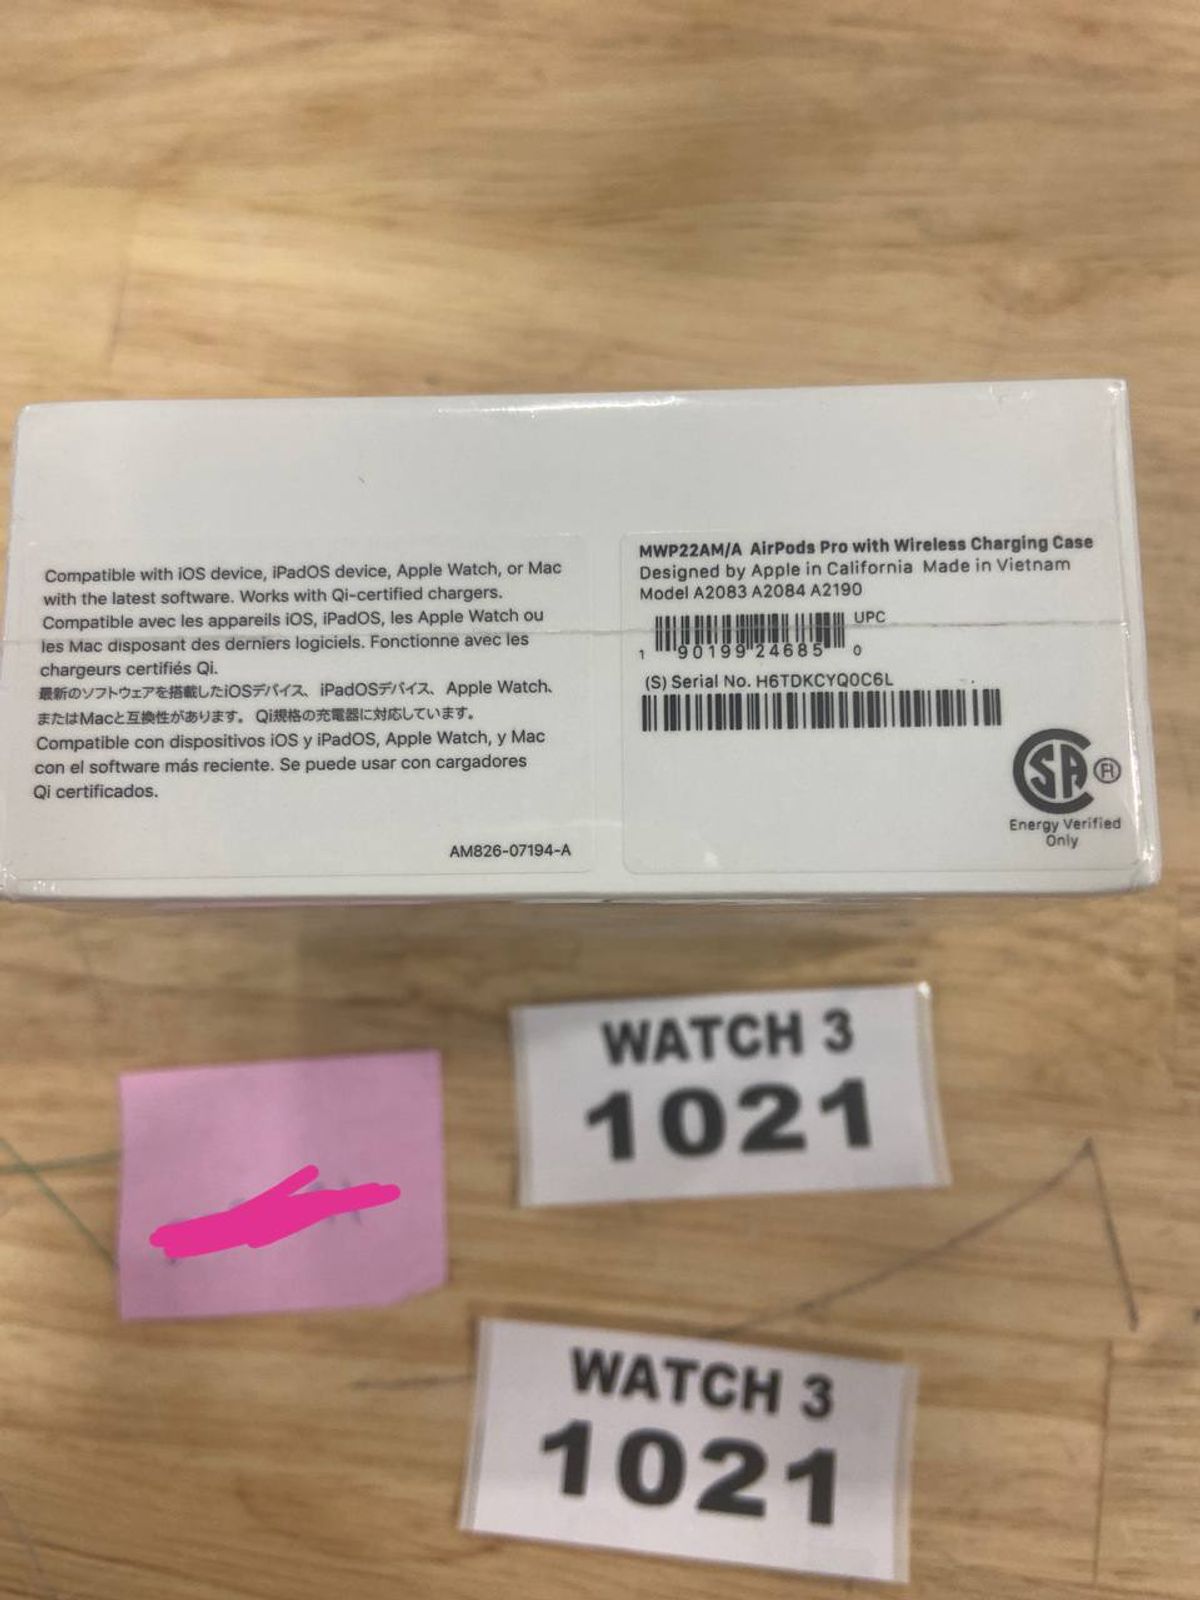 Compatible with iOS device, iPadOS device, Apple Watch, or Mac
with the latest software. Works with Qi-certified chargers.
Compatible avec les appareils iOS, iPadOS, les Apple Watch ou
les Mac disposant des derniers logiciels. Fonctionne avec les
chargeurs certifiés Qi.
最新のソフトウェアを搭載したiOSデバイス、iPadOSデバイス、Apple Watch、
またはMacと互換性があります。Qi規格の充電器に対応しています。
Compatible con dispositivos iOS y iPadOS, Apple Watch, y Mac
con el software más reciente. Se puede usar con cargadores
Qi certificados.
AM826-07194-A
MWP22AM/A AirPods Pro with Wireless Charging Case
Designed by Apple in California Made in Vietnam
Model A2083 A2084 A2190
UPC
1 90199 24685 0
(S) Serial No. H6TDKCYQ0C6L
SA ®
Energy Verified
Only
WATCH 3
1021
WATCH 3
1021